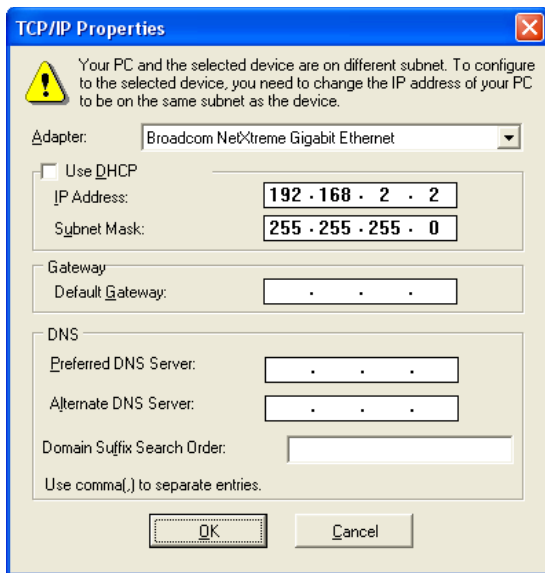 TCP/IP Properties
Your PC and the selected device are on different subnet. To configure
to the selected device, you need to change the IP address of your PC
to be on the same subnet as the device.
Adapter: Broadcom NetXtreme Gigabit Ethernet
Use DHCP
IP Address: 192 . 168 . 2 . 2
Subnet Mask: 255 . 255 . 255 . 0
Gateway
Default Gateway: . . .
DNS
Preferred DNS Server: . . .
Alternate DNS Server: . . .
Domain Suffix Search Order:
Use comma(,) to separate entries.
OK Cancel